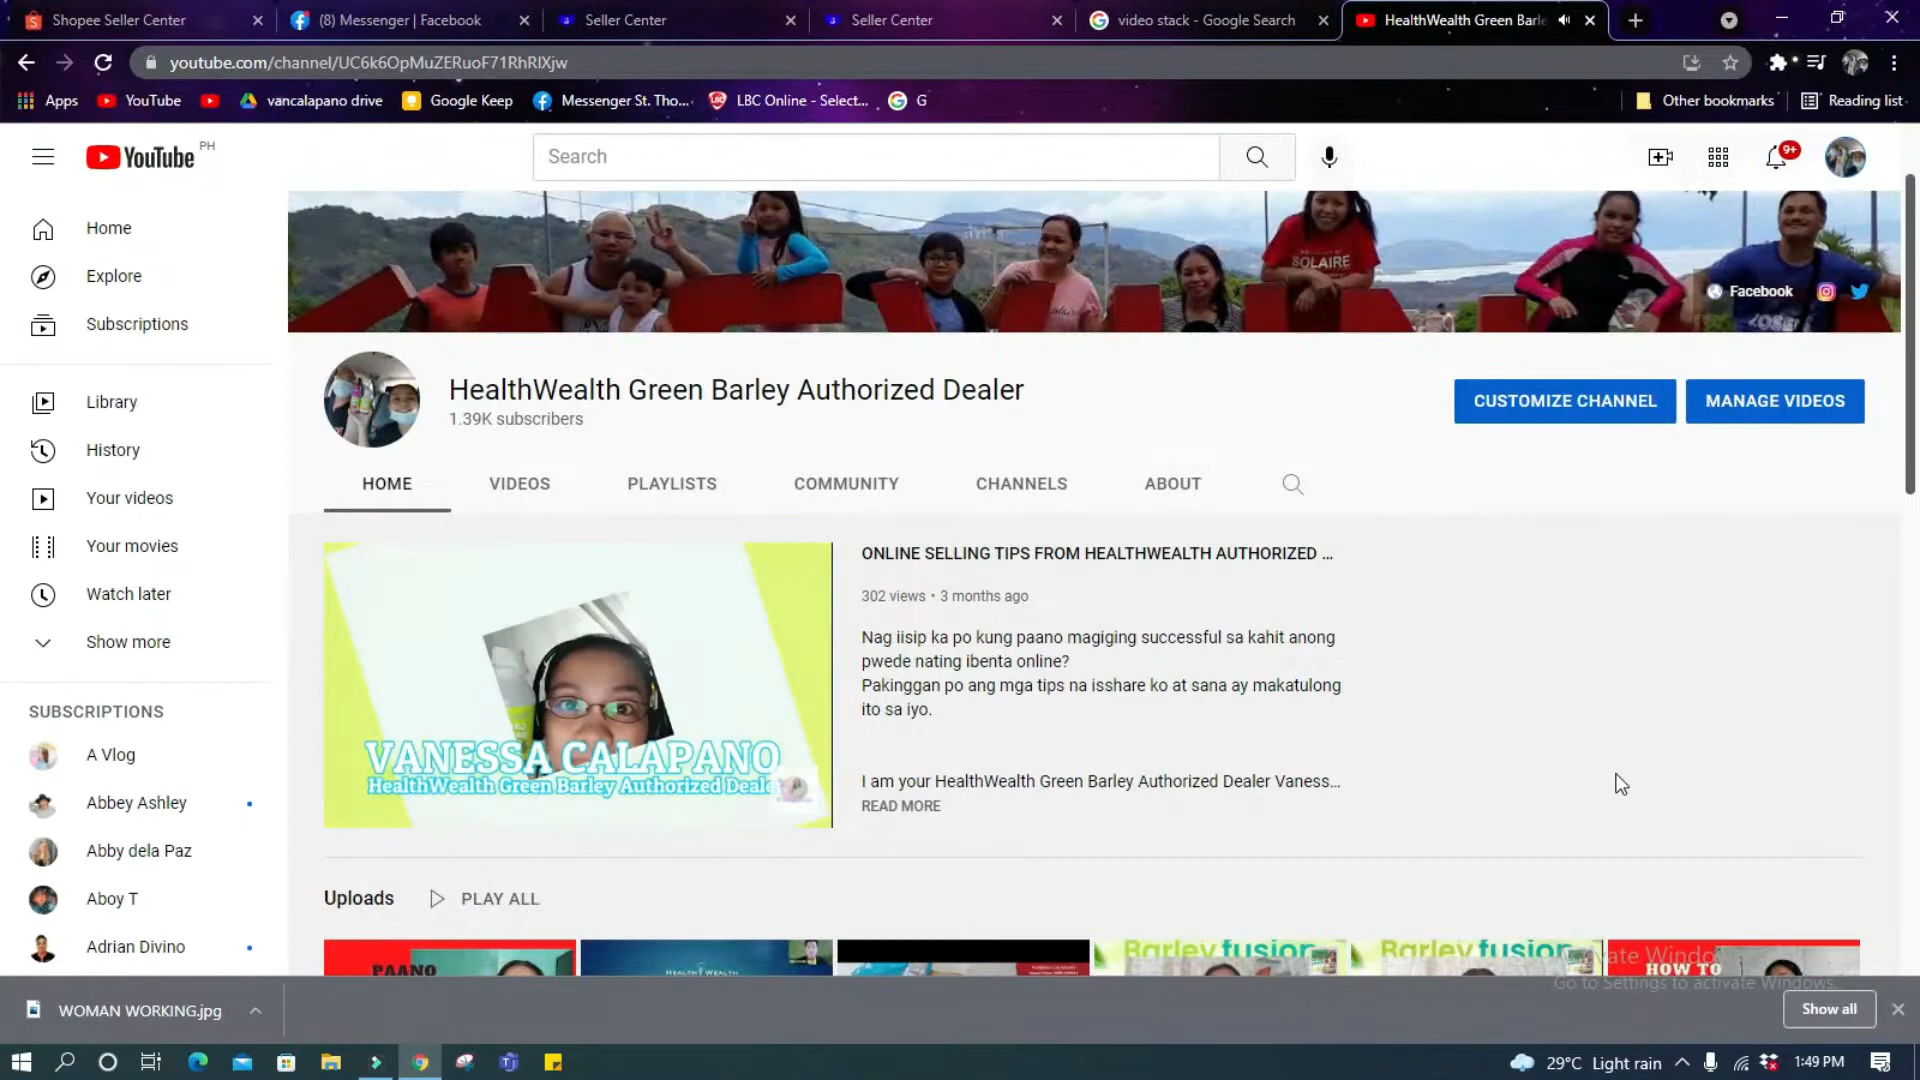 Shopee Seller Center
(8) Messenger | Facebook
Seller Center
Seller Center
video stack - Google Search
HealthWealth Green Barle
youtube.com/channel/UC6k6OpMuZERuoF71RhRlXjw
Apps
YouTube
vancalapano drive
Google Keep
Messenger St. Tho...
LBC Online - Select...
G
Other bookmarks
Reading list
YouTube PH
Search
9+
Home
Explore
Subscriptions
Library
History
Your videos
Your movies
Watch later
Show more
SUBSCRIPTIONS
A Vlog
Abbey Ashley
Abby dela Paz
Aboy T
Adrian Divino
SOLAIRE
Facebook
HealthWealth Green Barley Authorized Dealer
1.39K subscribers
CUSTOMIZE CHANNEL
MANAGE VIDEOS
HOME
VIDEOS
PLAYLISTS
COMMUNITY
CHANNELS
ABOUT
VANESSA CALAPANO
HealthWealth Green Barley Authorized Deale
ONLINE SELLING TIPS FROM HEALTHWEALTH AUTHORIZED ...
302 views • 3 months ago
Nag iisip ka po kung paano magiging successful sa kahit anong
pwede nating ibenta online?
Pakinggan po ang mga tips na isshare ko at sana ay makatulong
ito sa iyo.
I am your HealthWealth Green Barley Authorized Dealer Vaness...
READ MORE
Uploads
PLAY ALL
PAANO
HEALTHYWEALTH
Barley fusion
Barley fusion
HOW TO
Go to Settings to activate Windows.
WOMAN WORKING.jpg
Show all
29°C Light rain
1:49 PM